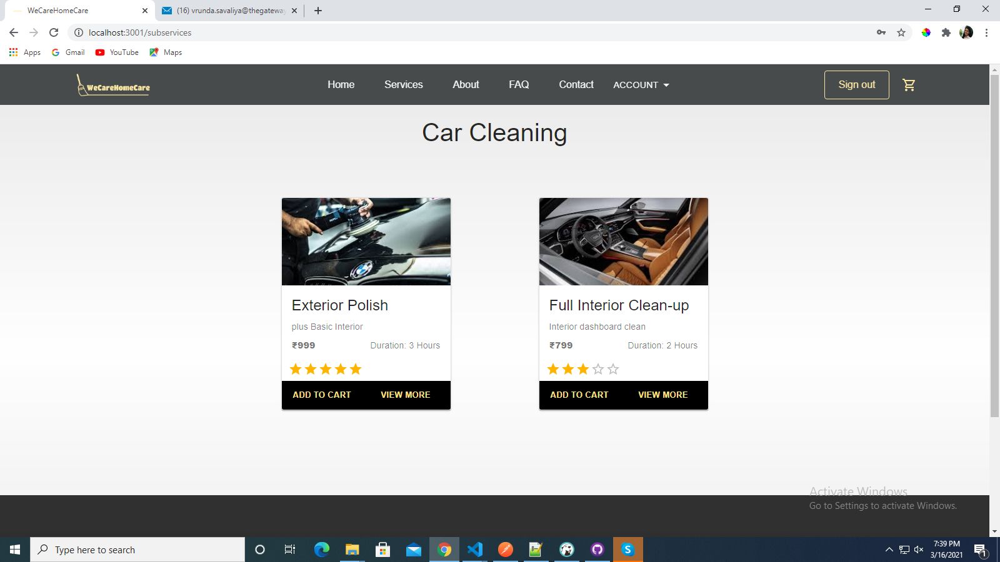 WeCareHomeCare
(16) vrunda.savaliya@thegateway
localhost:3001/subservices
Apps
Gmail
YouTube
Maps
WeCareHomeCare
Home
Services
About
FAQ
Contact
ACCOUNT
Sign out
Car Cleaning
Exterior Polish
plus Basic Interior
₹999
Duration: 3 Hours
ADD TO CART
VIEW MORE
Full Interior Clean-up
Interior dashboard clean
₹799
Duration: 2 Hours
ADD TO CART
VIEW MORE
Activate Windows
Go to Settings to activate Windows.
Type here to search
7:39 PM
3/16/2021
1